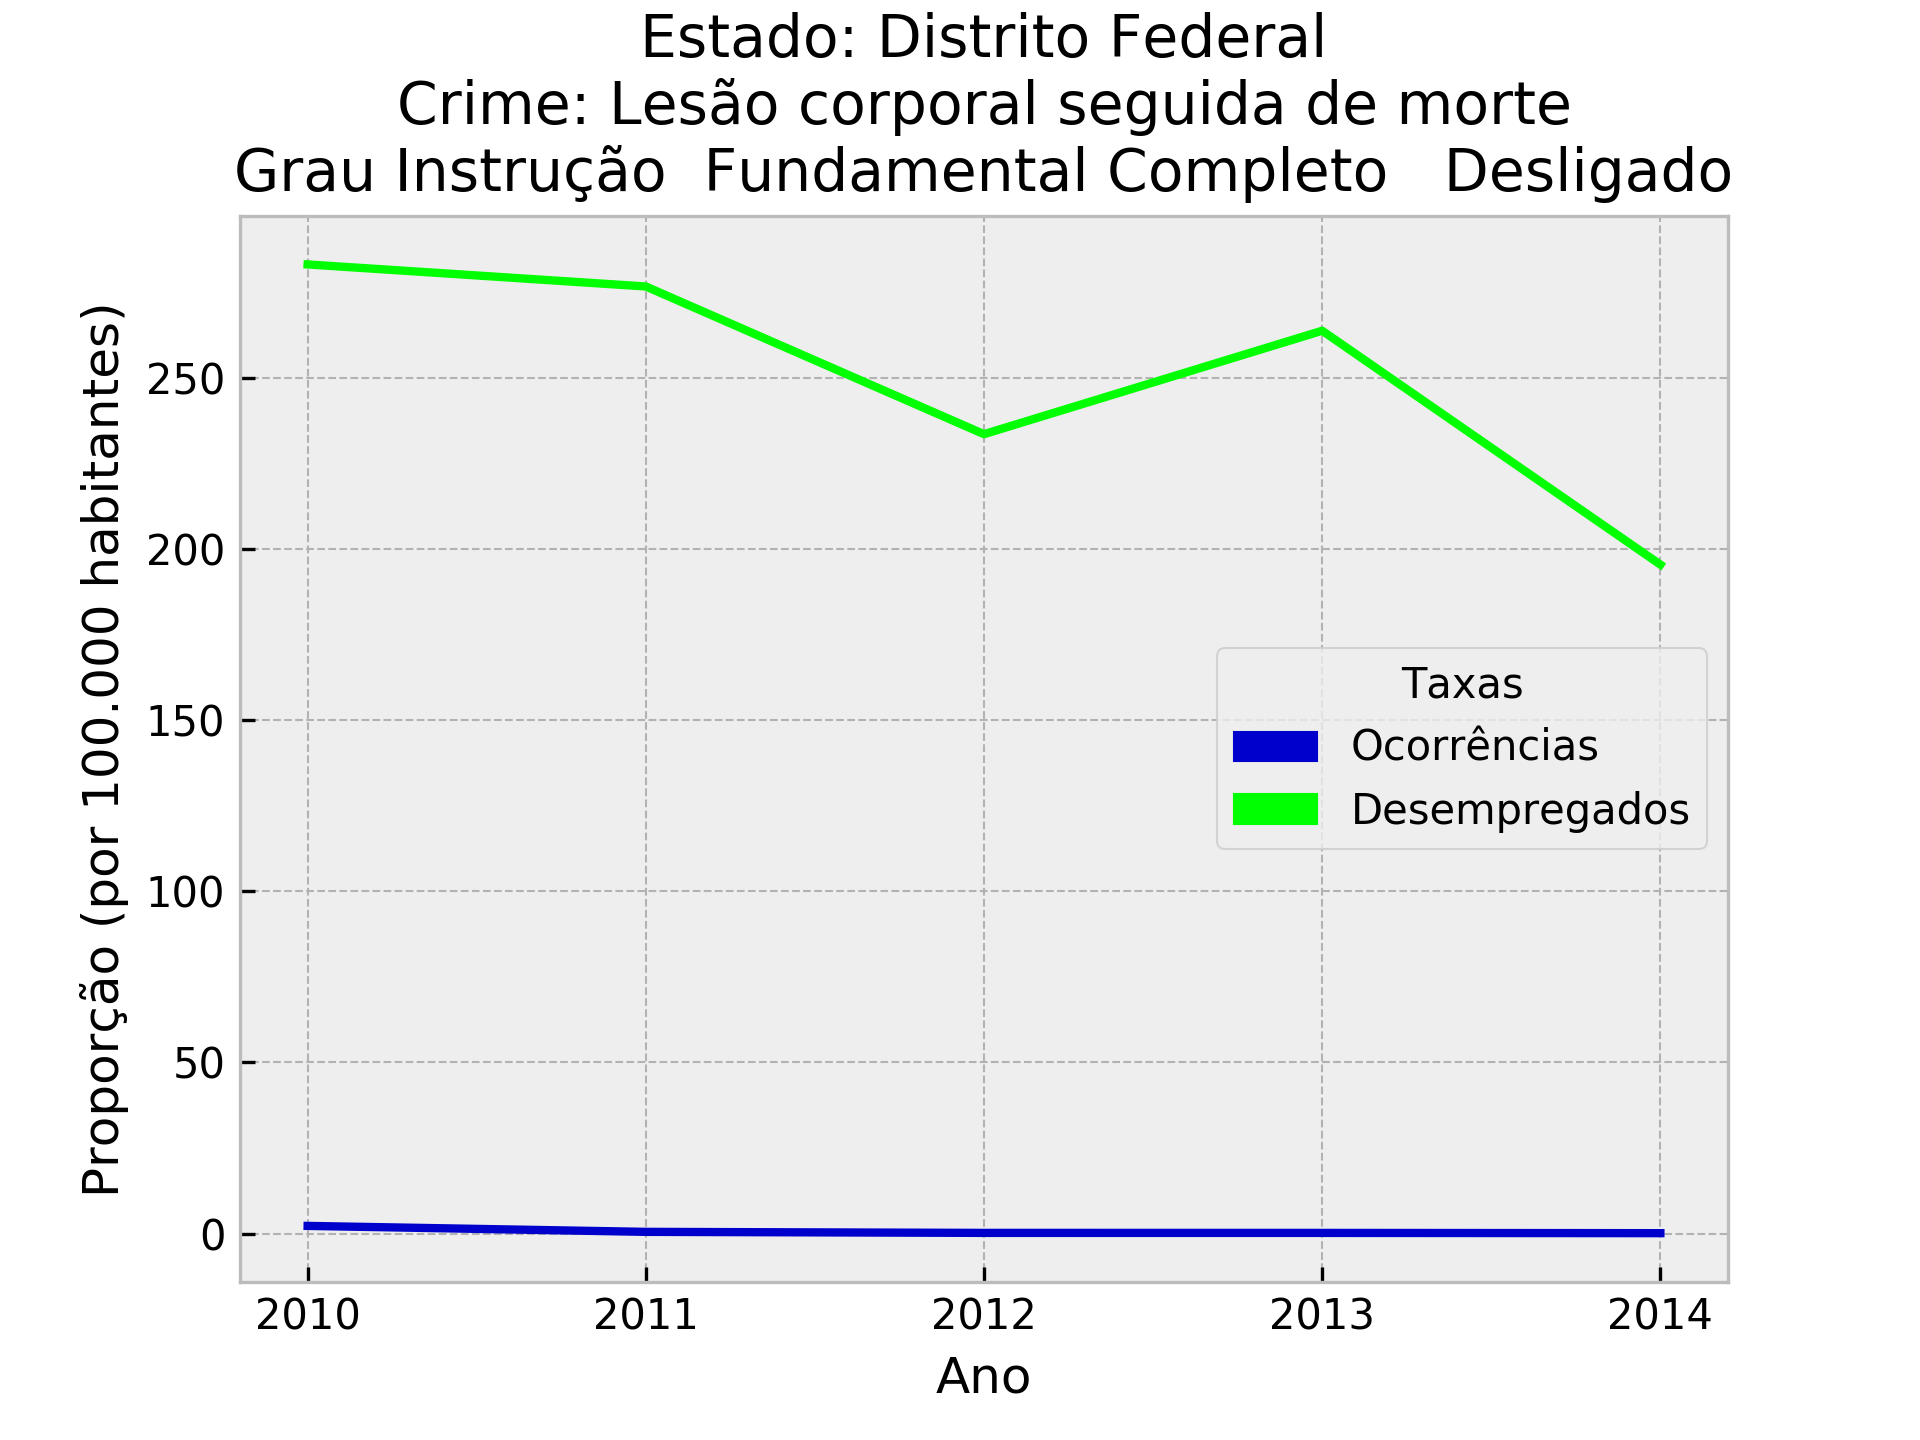 Estado: Distrito Federal
Crime: Lesão corporal seguida de morte
Grau Instrução  Fundamental Completo   Desligado
Proporção (por 100.000 habitantes)
250
200
150
100
50
0
Taxas
Ocorrências
Desempregados
2010 2011 2012 2013 2014
Ano